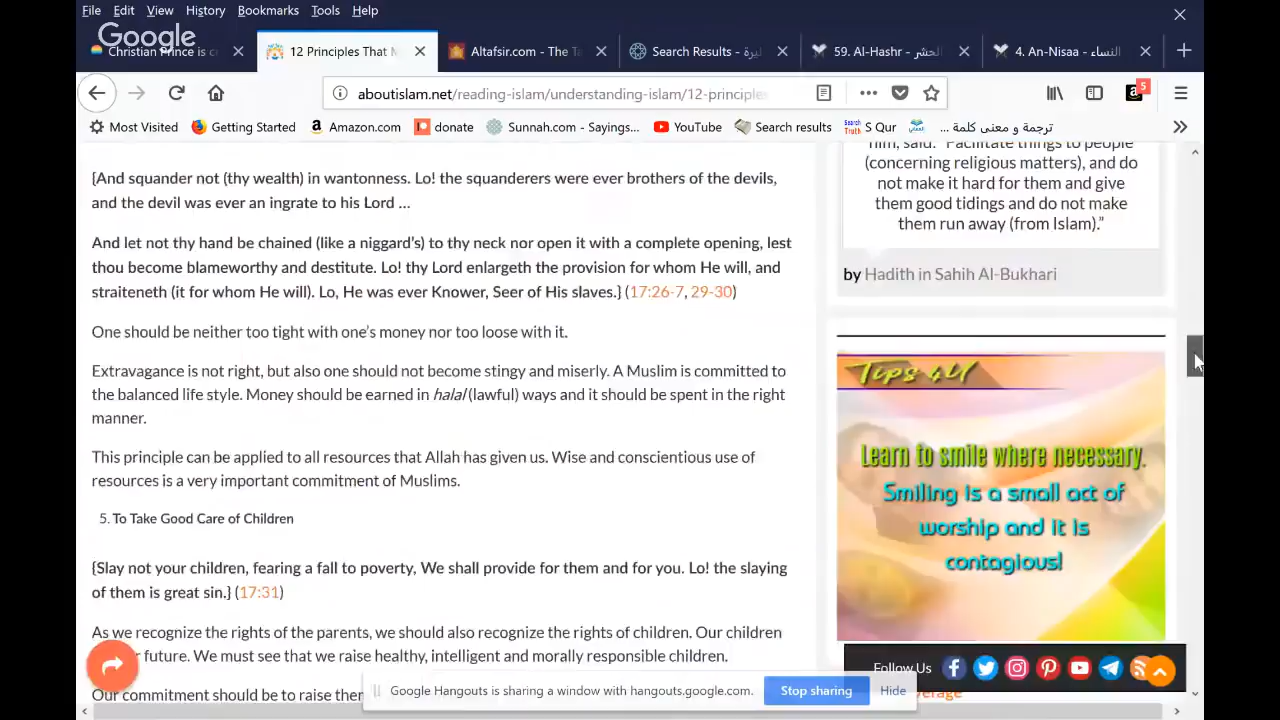 File Edit View History Bookmarks Tools Help
Google
Christian Prince is c
12 Principles That M
Altafsir.com - The Ta
Search Results -
59. Al-Hashr - الحشر
4. An-Nisaa - النساء
aboutislam.net/reading-islam/understanding-islam/12-principle
5
Most Visited Getting Started Amazon.com donate Sunnah.com - Sayings... YouTube Search results Search Truth S Qur ترجمة و معنى كلمة ...
{And squander not (thy wealth) in wantonness. Lo! the squanderers were ever brothers of the devils,
and the devil was ever an ingrate to his Lord ...
And let not thy hand be chained (like a niggard's) to thy neck nor open it with a complete opening, lest
thou become blameworthy and destitute. Lo! thy Lord enlargeth the provision for whom He will, and
straiteneth (it for whom He will). Lo, He was ever Knower, Seer of His slaves.} (17:26-7, 29-30)
One should be neither too tight with one's money nor too loose with it.
Extravagance is not right, but also one should not become stingy and miserly. A Muslim is committed to
the balanced life style. Money should be earned in halal (lawful) ways and it should be spent in the right
manner.
This principle can be applied to all resources that Allah has given us. Wise and conscientious use of
resources is a very important commitment of Muslims.
5. To Take Good Care of Children
{Slay not your children, fearing a fall to poverty, We shall provide for them and for you. Lo! the slaying
of them is great sin.} (17:31)
As we recognize the rights of the parents, we should also recognize the rights of children. Our children
future. We must see that we raise healthy, intelligent and morally responsible children.
Our commitment should be to raise ther
him, said: "Facilitate things to people
(concerning religious matters), and do
not make it hard for them and give
them good tidings and do not make
them run away (from Islam)."
by Hadith in Sahih Al-Bukhari
Tips 4U
Learn to smile where necessary.
Smiling is a small act of
worship and it is
contagious!
Follow Us
Google Hangouts is sharing a window with hangouts.google.com. Stop sharing Hide